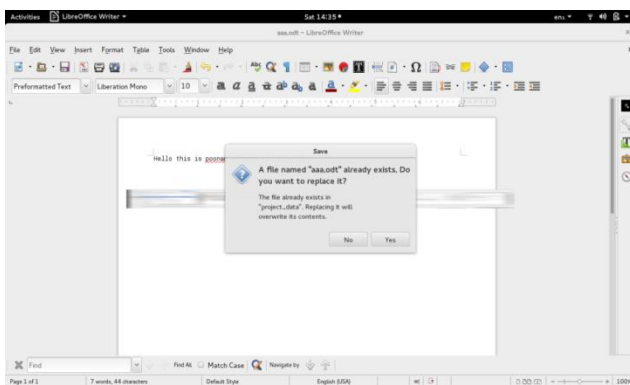 Activities LibreOffice Writer Sat 14:35
aaa.odt – LibreOffice Writer
File Edit View Insert Format Table Tools Window Help
Preformatted Text Liberation Mono 10
Hello this is
Save
A file named "aaa.odt" already exists. Do
you want to replace it?
The file already exists in
"project_data". Replacing it will
overwrite its contents.
No Yes
Find Find All Match Case Navigate by
Page 1 of 1 7 words, 44 characters Default Style English (USA)